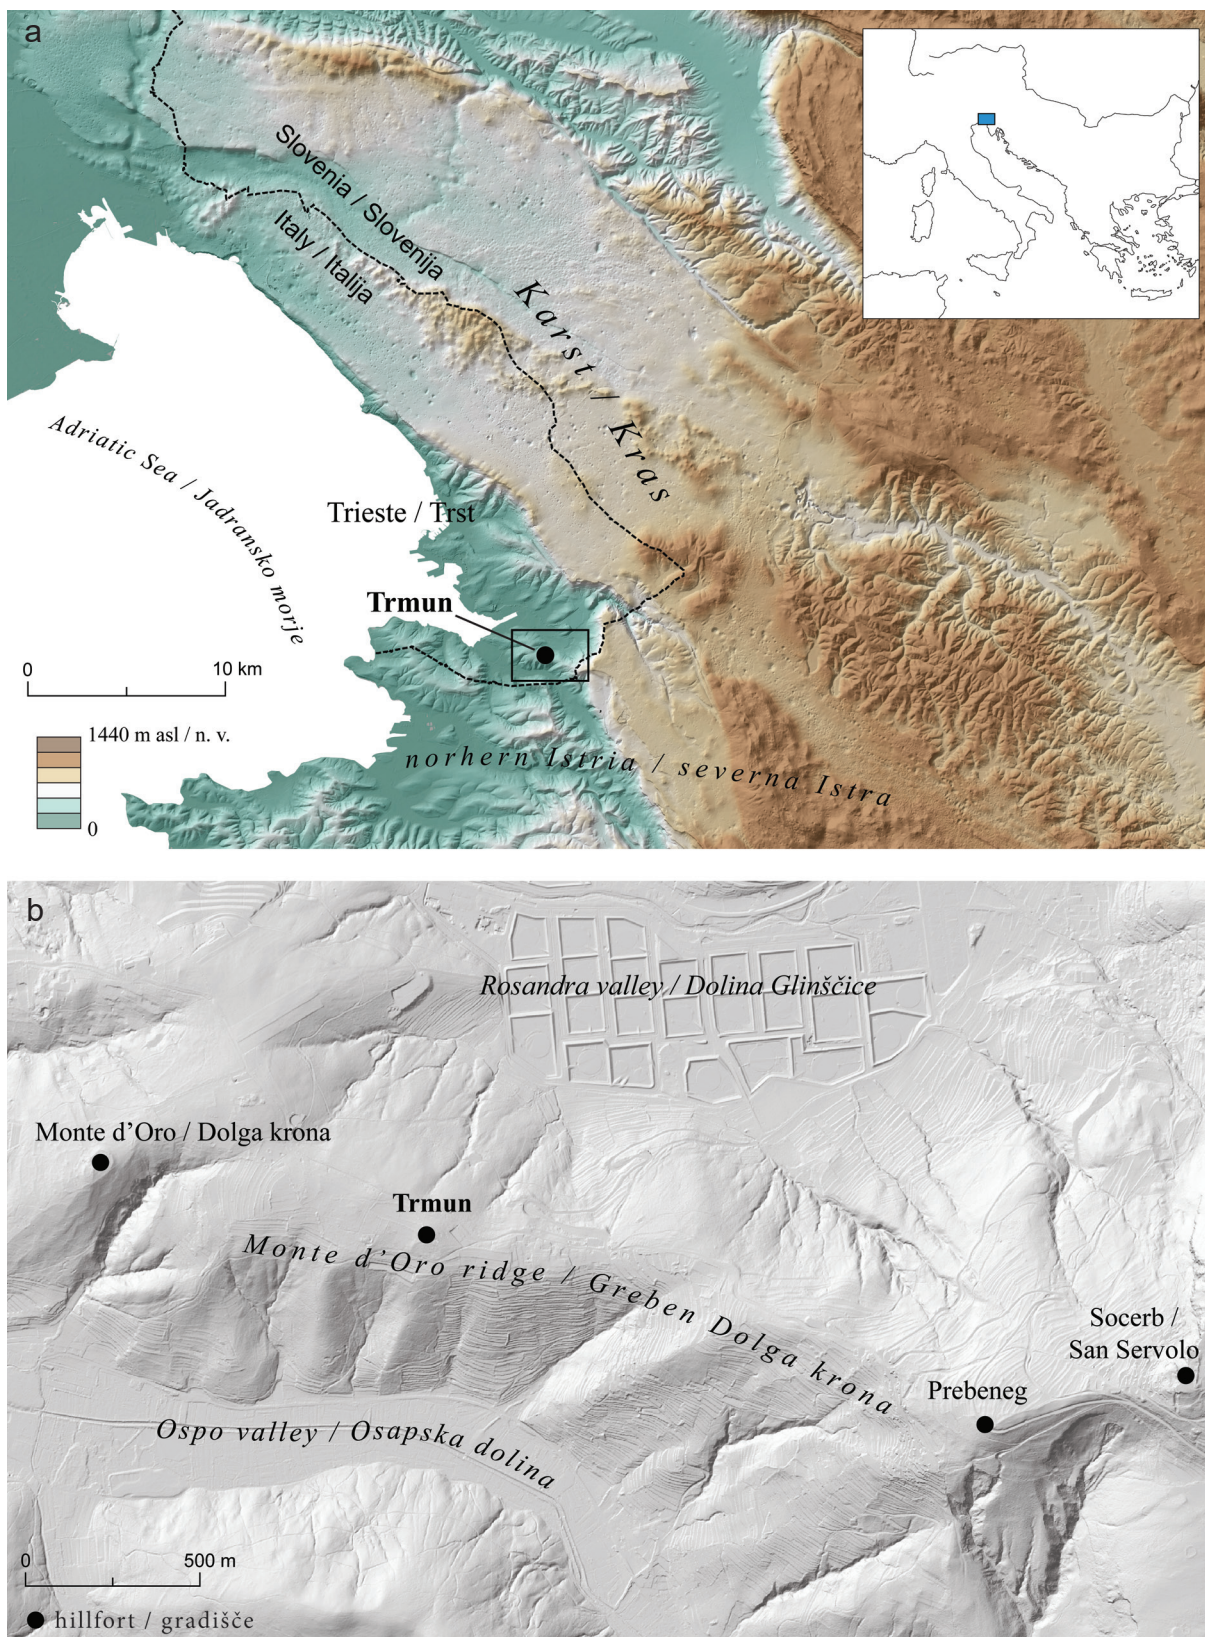 a
Slovenia / Slovenija
Italy / Italija
Karst / Kras
Adriatic Sea / Jadransko morje
Trieste / Trst
Trmun
0 10 km
1440 m asl / n. v.
0
norhern Istria / severna Istra
b
Rosandra valley / Dolina Glinščice
Monte d’Oro / Dolga krona
Trmun
Monte d’Oro ridge / Greben Dolga krona
Socerb /
San Servolo
Prebeneg
Ospo valley / Osapska dolina
0 500 m
hillfort / gradišče